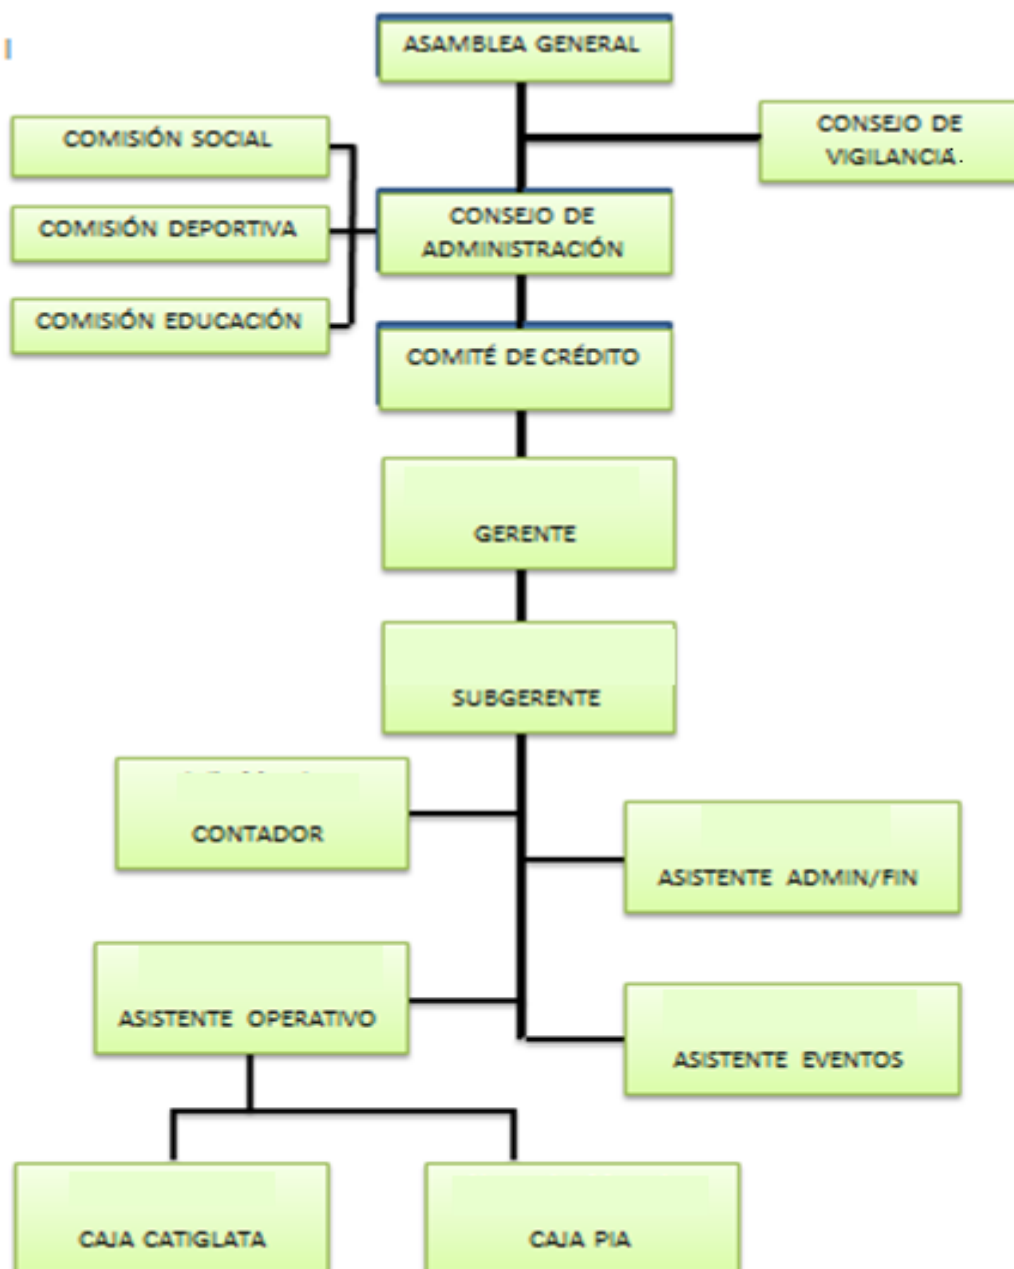 ASAMBLEA GENERAL
CONSEJO DE
VIGILANCIA.
COMISIÓN SOCIAL
COMISIÓN DEPORTIVA
COMISIÓN EDUCACIÓN
CONSEJO DE
ADMINISTRACIÓN
COMITÉ DE CRÉDITO
GERENTE
SUBGERENTE
CONTADOR
ASISTENTE ADMIN/FIN
ASISTENTE OPERATIVO
ASISTENTE EVENTOS
CAJA CATIGLATA
CAJA PIA